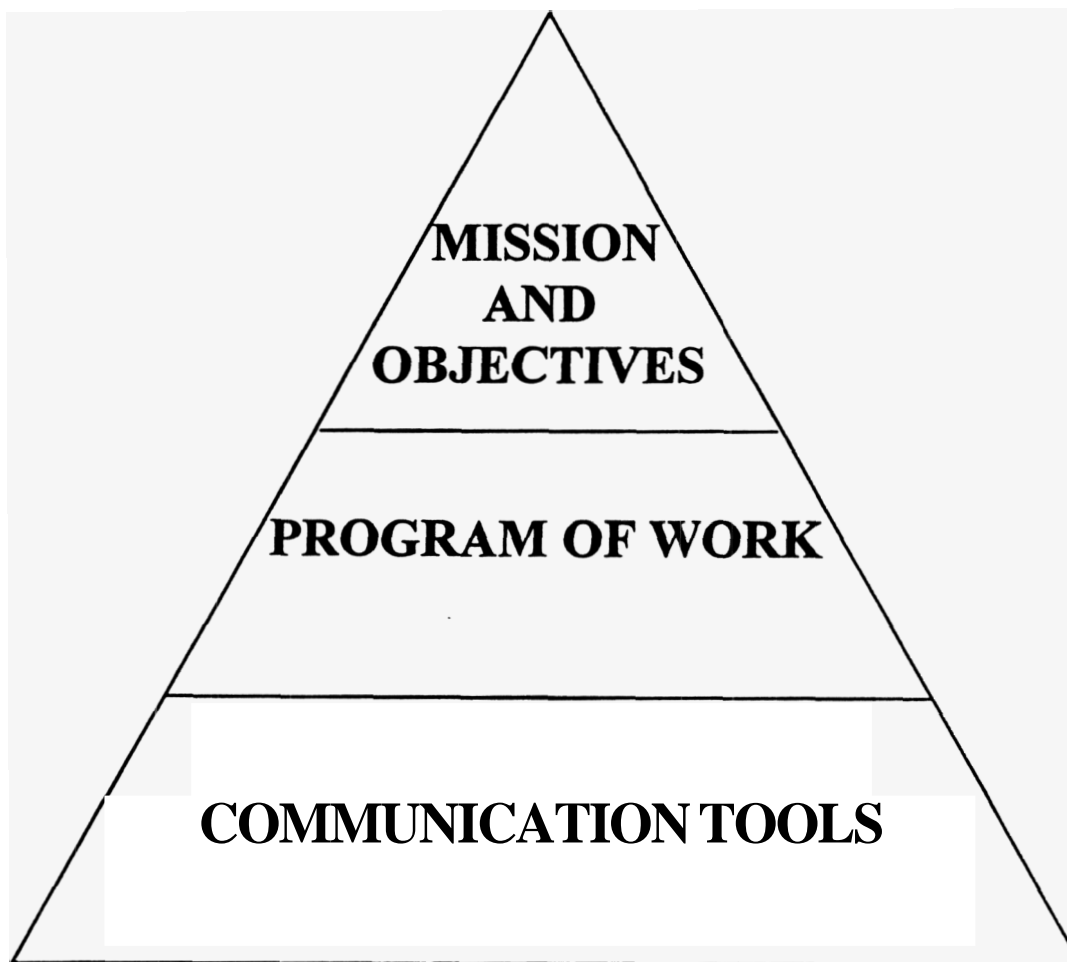 MISSION
AND
OBJECTIVES
PROGRAM OF WORK
COMMUNICATION TOOLS